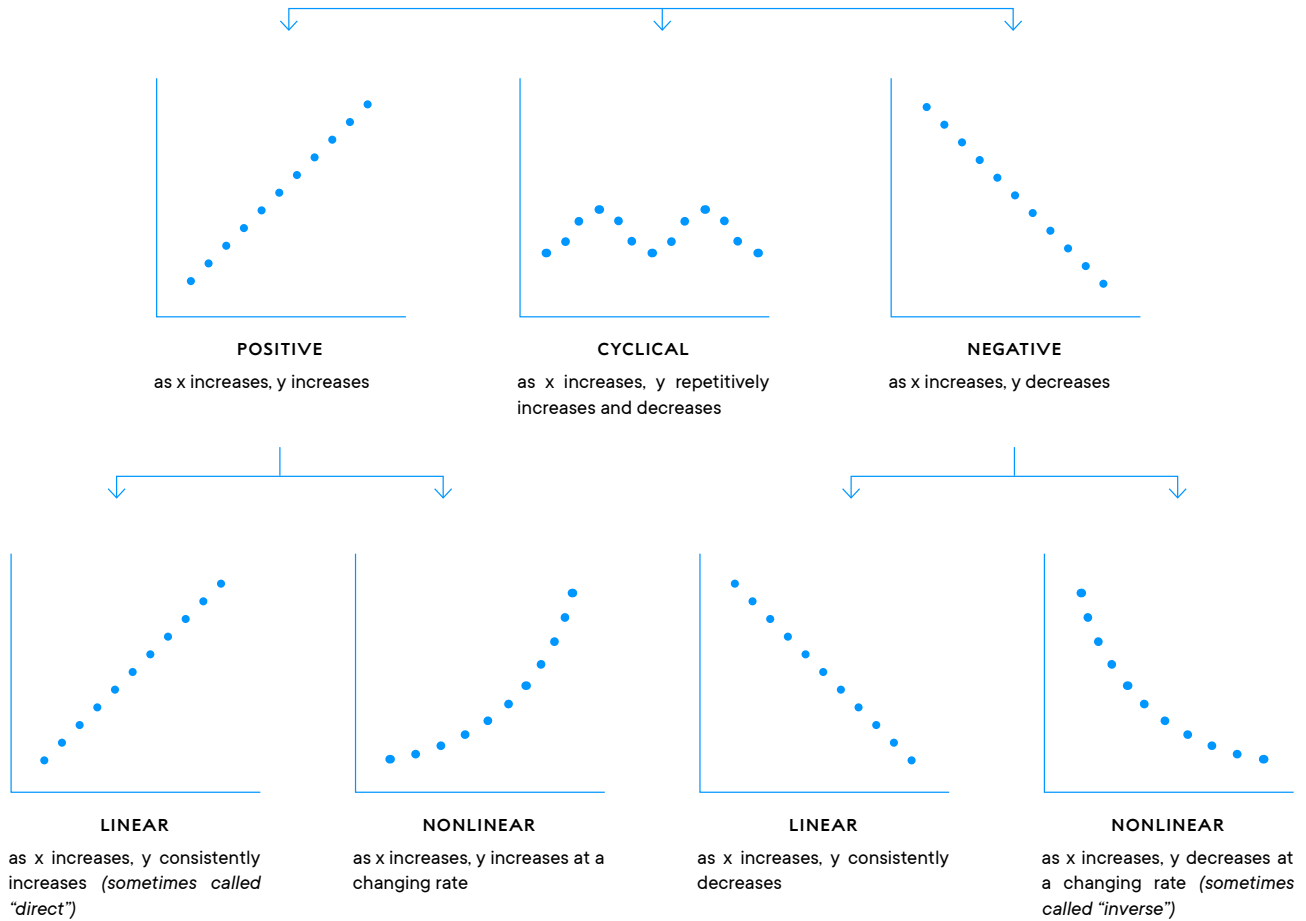 POSITIVE
as x increases, y increases
CYCLICAL
as x increases, y repetitively
increases and decreases
NEGATIVE
as x increases, y decreases
LINEAR
as x increases, y consistently
increases (sometimes called
“direct”)
NONLINEAR
as x increases, y increases at a
changing rate
LINEAR
as x increases, y consistently
decreases
NONLINEAR
as x increases, y decreases at
a changing rate (sometimes
called “inverse”)